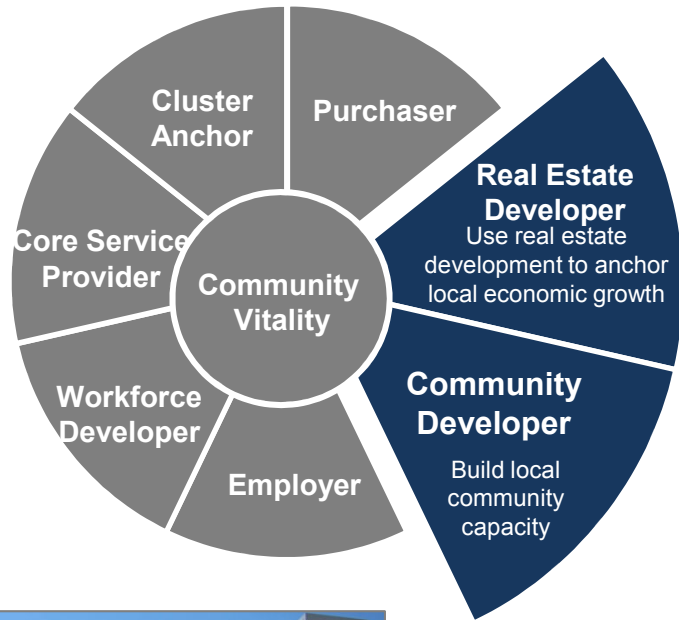 Cluster
Anchor
Purchaser
Real Estate
Developer
Use real estate
development to anchor
local economic growth
Core Service
Provider
Community
Vitality
Community
Developer
Build local
community
capacity
Workforce
Developer
Employer